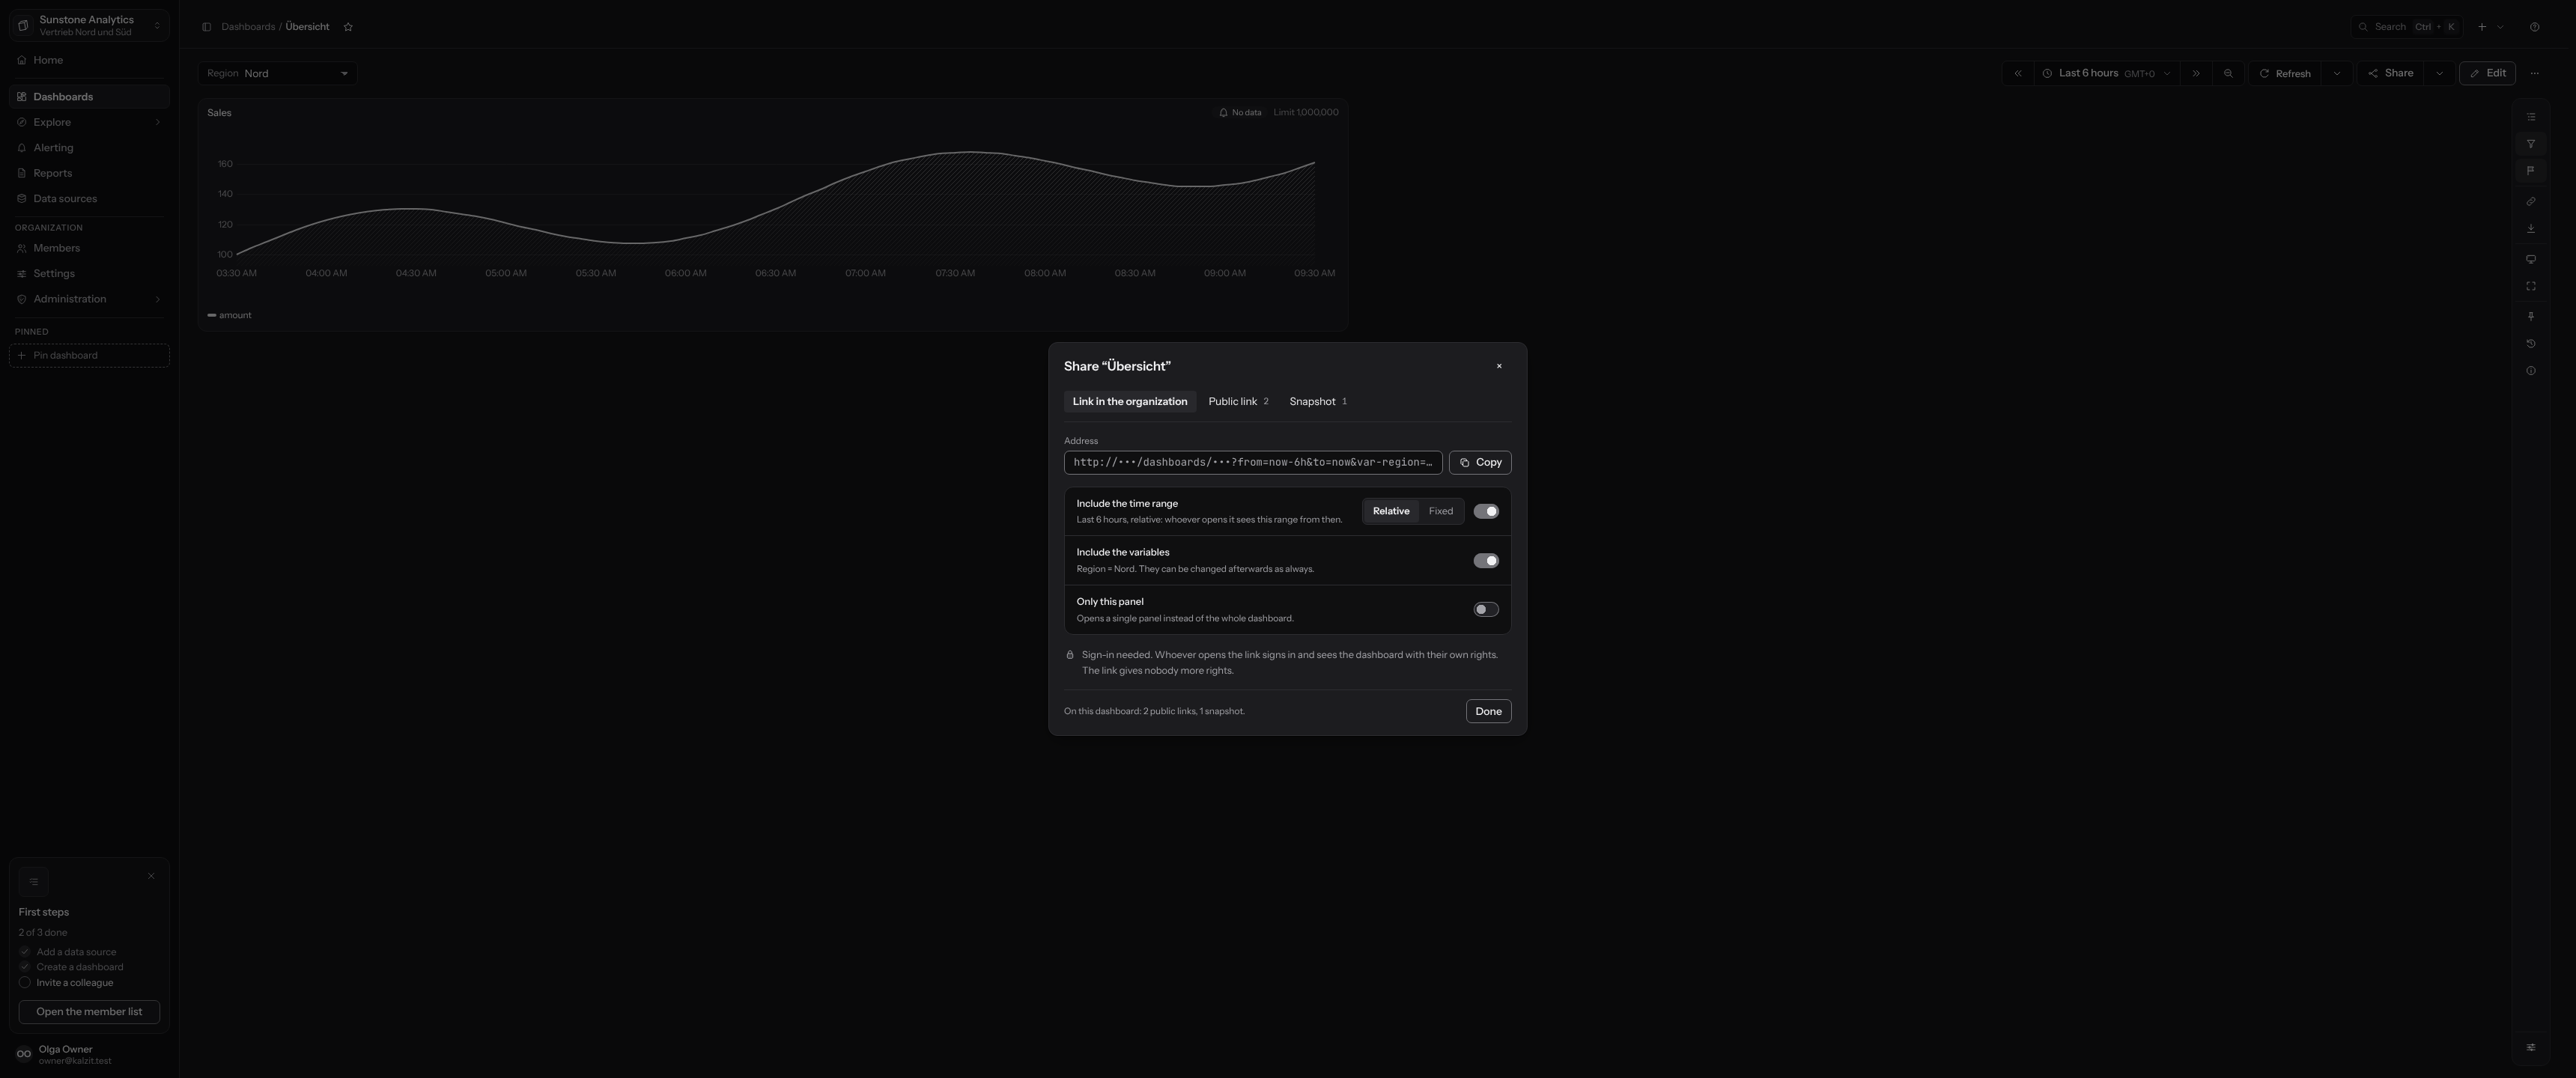 Sunstone Analytics
Vertrieb Nord und Süd
Home
Dashboards
Explore
Alerting
Reports
Data sources
ORGANIZATION
Members
Settings
Administration
PINNED
Pin dashboard
First steps
2 of 3 done
Add a data source
Create a dashboard
Invite a colleague
Open the member list
OO
Olga Owner
owner@kalzit.test
Dashboards / Übersicht
Search Ctrl + K
Region Nord
Last 6 hours GMT+0
Refresh
Share
Edit
Sales
No data
Limit 1,000,000
160
140
120
100
03:30 AM 04:00 AM 04:30 AM 05:00 AM 05:30 AM 06:00 AM 06:30 AM 07:00 AM 07:30 AM 08:00 AM 08:30 AM 09:00 AM 09:30 AM
amount
Share “Übersicht”
Link in the organization
Public link 2
Snapshot 1
Address
http://•••/dashboards/•••?from=now-6h&to=now&var-region=…
Copy
Include the time range
Last 6 hours, relative: whoever opens it sees this range from then.
Relative
Fixed
Include the variables
Region = Nord. They can be changed afterwards as always.
Only this panel
Opens a single panel instead of the whole dashboard.
Sign-in needed. Whoever opens the link signs in and sees the dashboard with their own rights.
The link gives nobody more rights.
On this dashboard: 2 public links, 1 snapshot.
Done